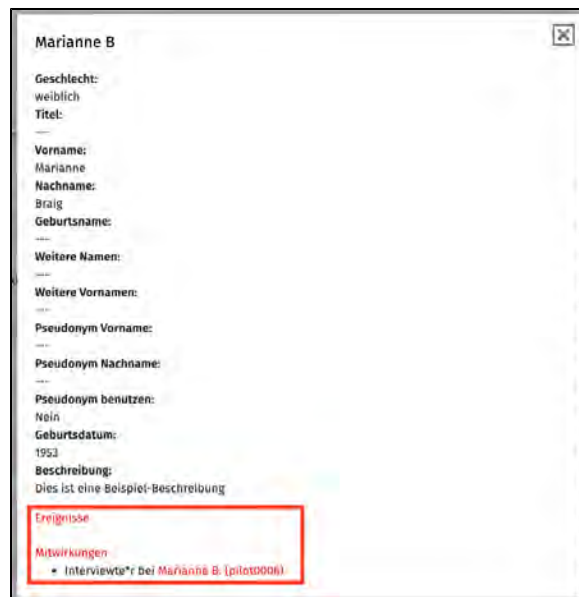 Marianne B
Geschlecht:
weiblich
Titel:
---
Vorname:
Marianne
Nachname:
Braig
Geburtsname:
---
Weitere Namen:
---
Weitere Vornamen:
---
Pseudonym Vorname:
---
Pseudonym Nachname:
---
Pseudonym benutzen:
Nein
Geburtsdatum:
1953
Beschreibung:
Dies ist eine Beispiel-Beschreibung
Ereignisse
Mitwirkungen
• Interviewte*r bei Marianne B. (pilot0006)